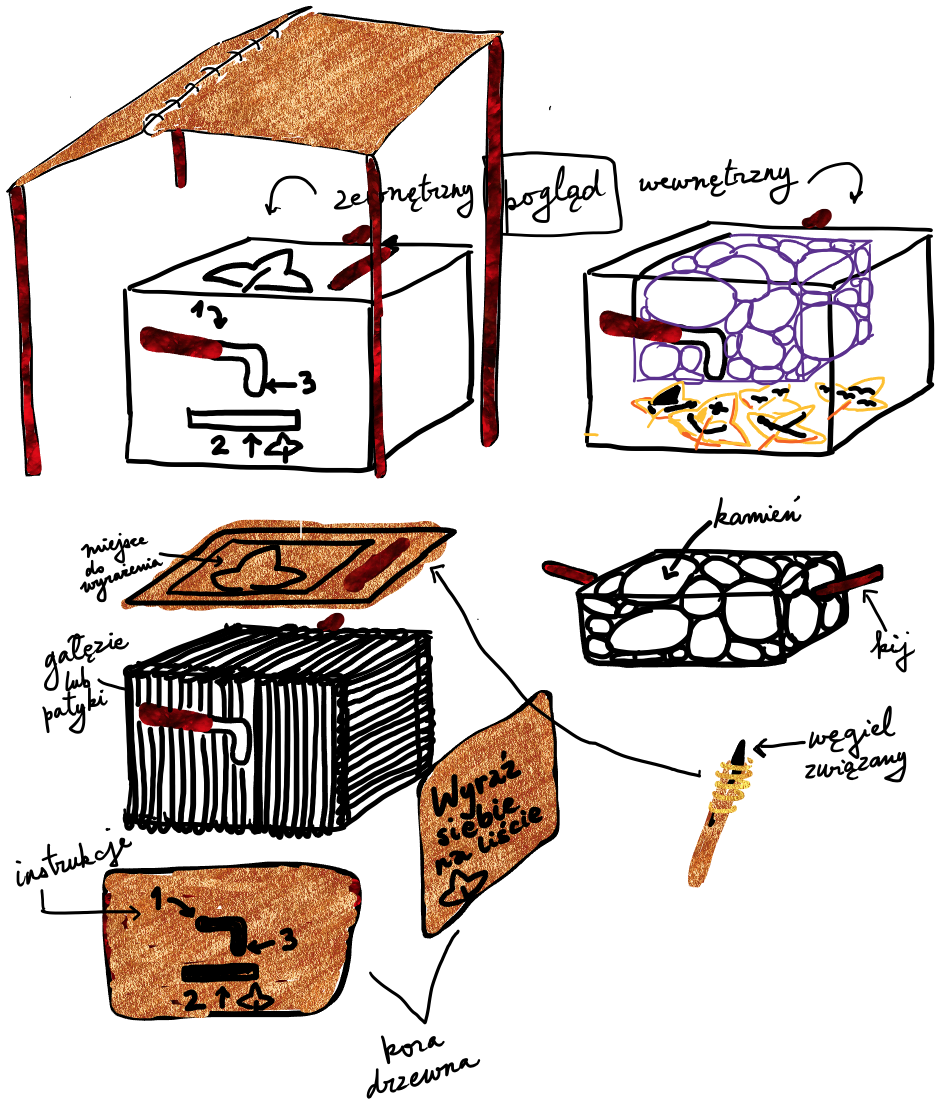 zewnętrzny pogląd wewnętrzny
1
3
2
miejsce
do
wyrażenia
kamień
kij
gałęzie
lub
patyki
węgiel
związany
Wyraź
siebie
na liście
instrukcje
1
3
2
kora
drzewna